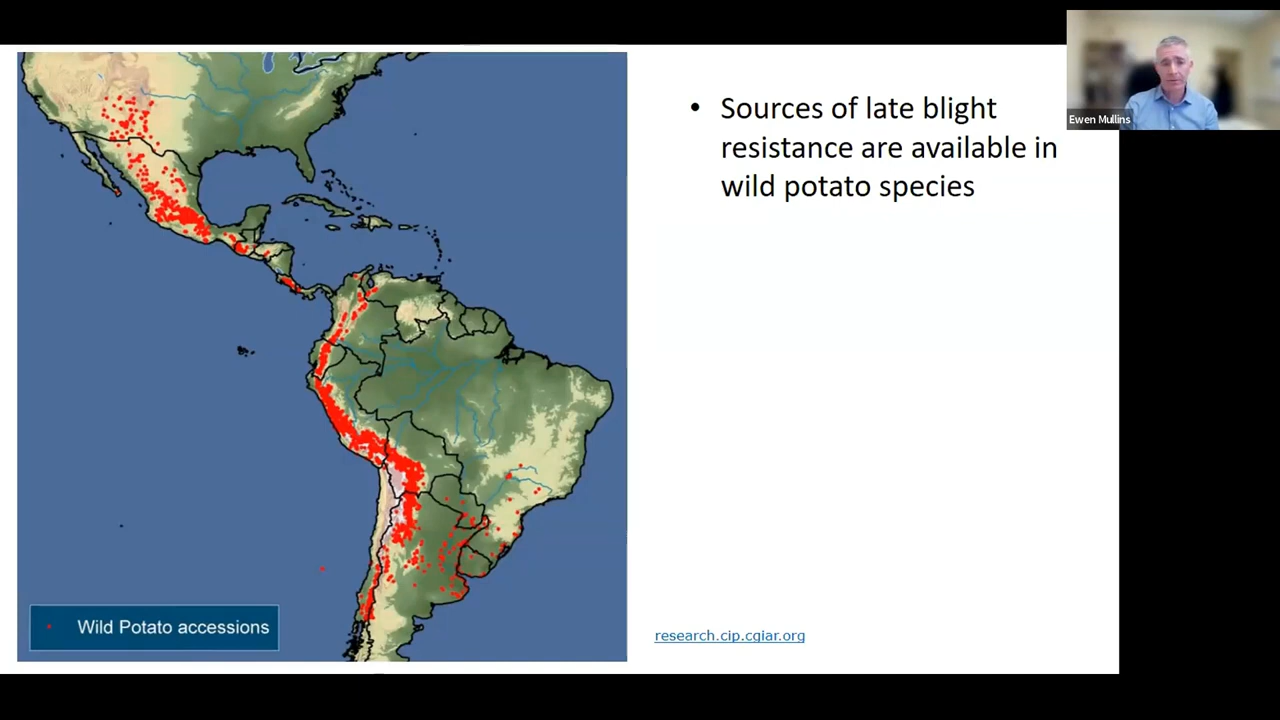 • Sources of late blight
resistance are available in
wild potato species
Ewen Mullins
Wild Potato accessions
research.cip.cgiar.org